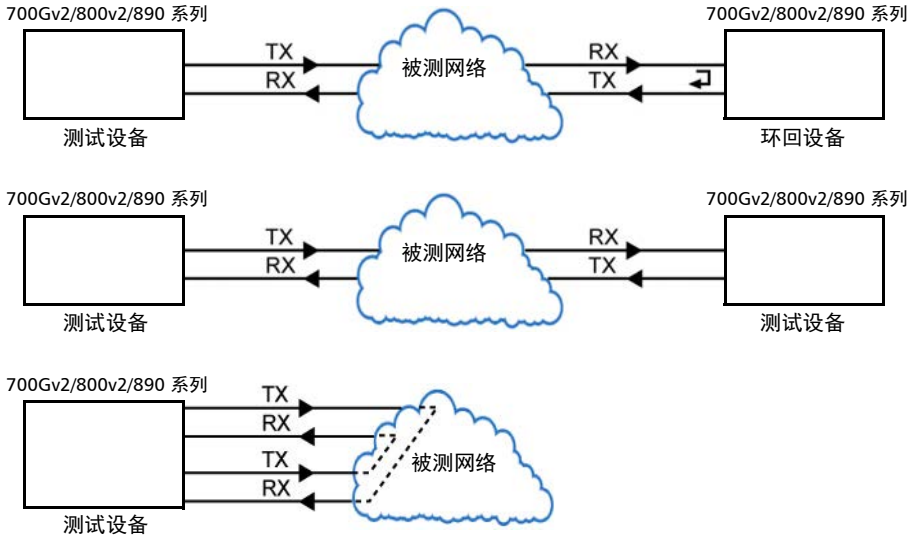 700Gv2/800v2/890 系列 700Gv2/800v2/890 系列
TX RX
被测网络
RX TX
测试设备 环回设备
700Gv2/800v2/890 系列 700Gv2/800v2/890 系列
TX RX
被测网络
RX TX
测试设备 测试设备
700Gv2/800v2/890 系列
TX
RX
TX
被测网络
RX
测试设备